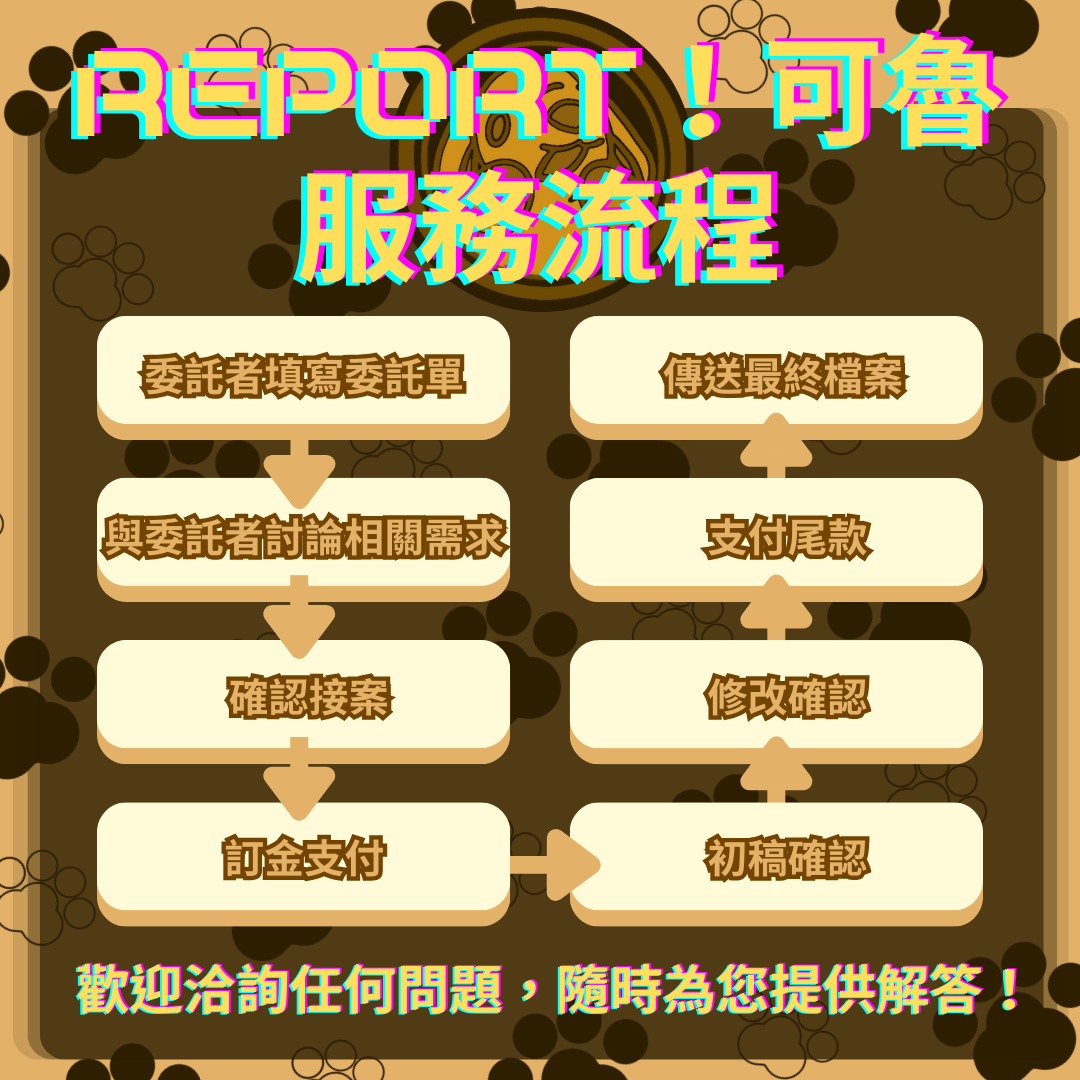 REPORT！可魯
服務流程
委託者填寫委託單
與委託者討論相關需求
確認接案
訂金支付
初稿確認
修改確認
支付尾款
傳送最終檔案
歡迎洽詢任何問題，隨時為您提供解答！